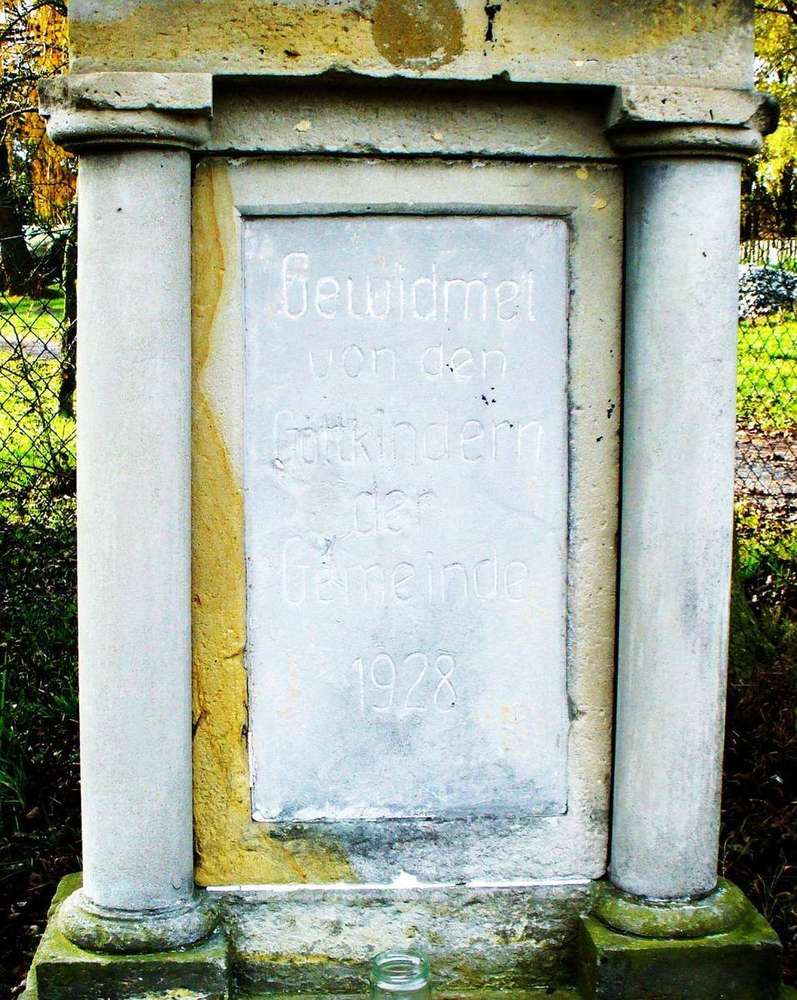 Gewidmet
von den
Gottkindern
der
Gemeinde
1928